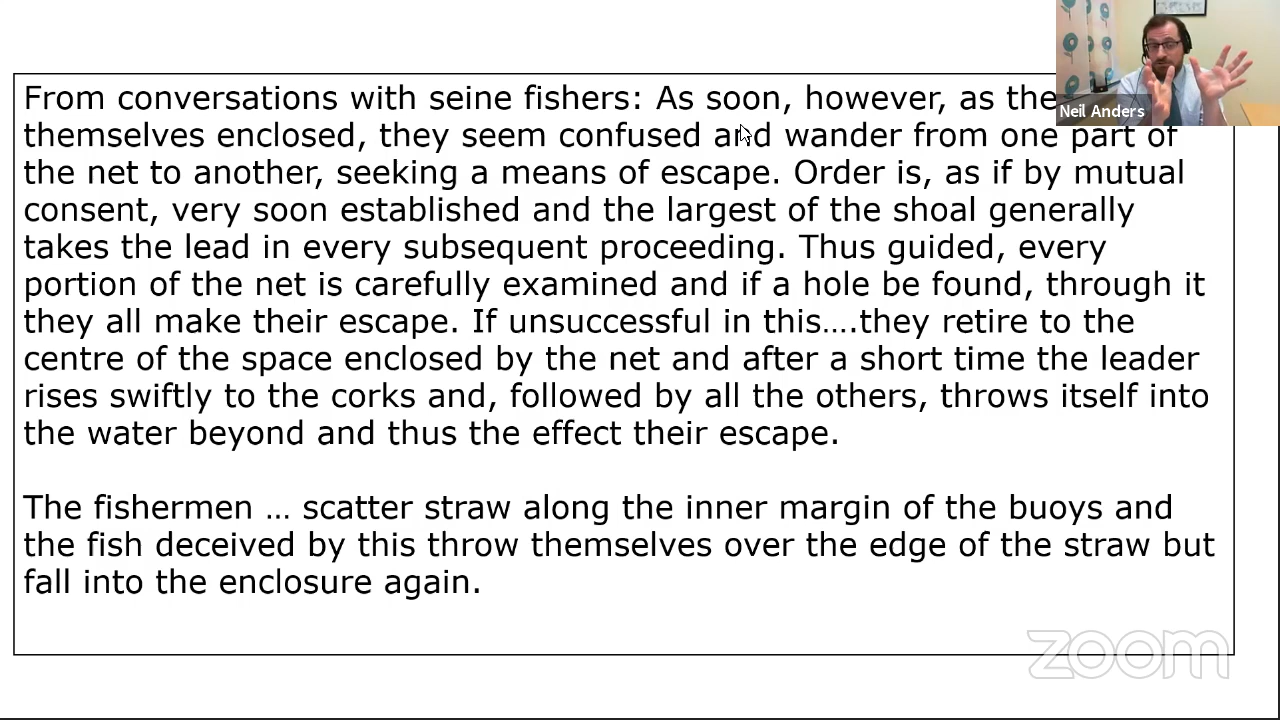 From conversations with seine fishers: As soon, however, as the
themselves enclosed, they seem confused and wander from one part of
the net to another, seeking a means of escape. Order is, as if by mutual
consent, very soon established and the largest of the shoal generally
takes the lead in every subsequent proceeding. Thus guided, every
portion of the net is carefully examined and if a hole be found, through it
they all make their escape. If unsuccessful in this....they retire to the
centre of the space enclosed by the net and after a short time the leader
rises swiftly to the corks and, followed by all the others, throws itself into
the water beyond and thus the effect their escape.
The fishermen … scatter straw along the inner margin of the buoys and
the fish deceived by this throw themselves over the edge of the straw but
fall into the enclosure again.
Neil Anders
zoom